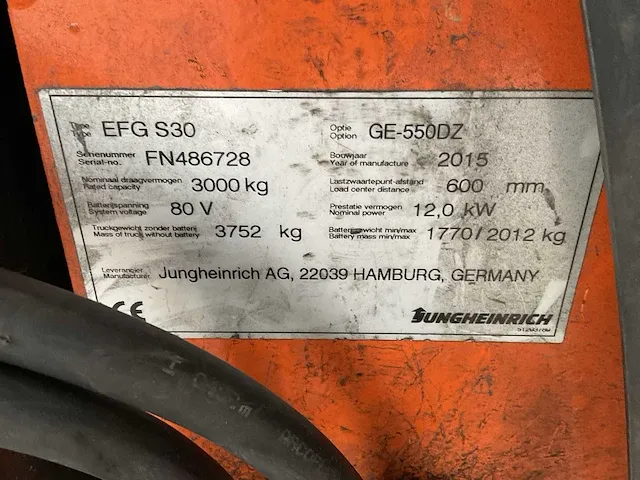 Type EFG S30 Optie GE-550DZ
Type Option
Serienummer FN486728 Bouwjaar 2015
Serial-no. Year of manufacture
Nominaal draagvermogen 3000 kg Lastzwaartepunt-afstand 600 mm
Rated capacity Load center distance
Batterijspanning 80 V Prestatie vermogen 12,0 kW
System voltage Nominal power
Truckgewicht zonder batterij 3752 kg Batterijgewicht min/max 1770/2012 kg
Mass of truck without battery Battery mass min/max
Leverancier Jungheinrich AG, 22039 HAMBURG, GERMANY
Manufacturer
CE JUNGHEINRICH